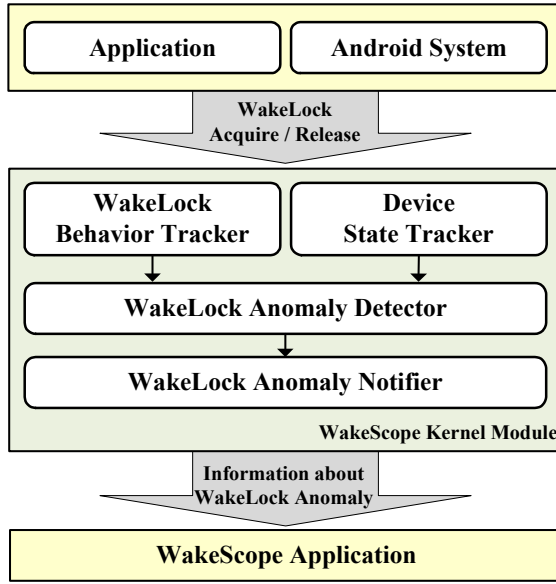 Application
Android System
WakeLock
Acquire / Release
WakeLock
Behavior Tracker
Device
State Tracker
WakeLock Anomaly Detector
WakeLock Anomaly Notifier
WakeScope Kernel Module
Information about
WakeLock Anomaly
WakeScope Application